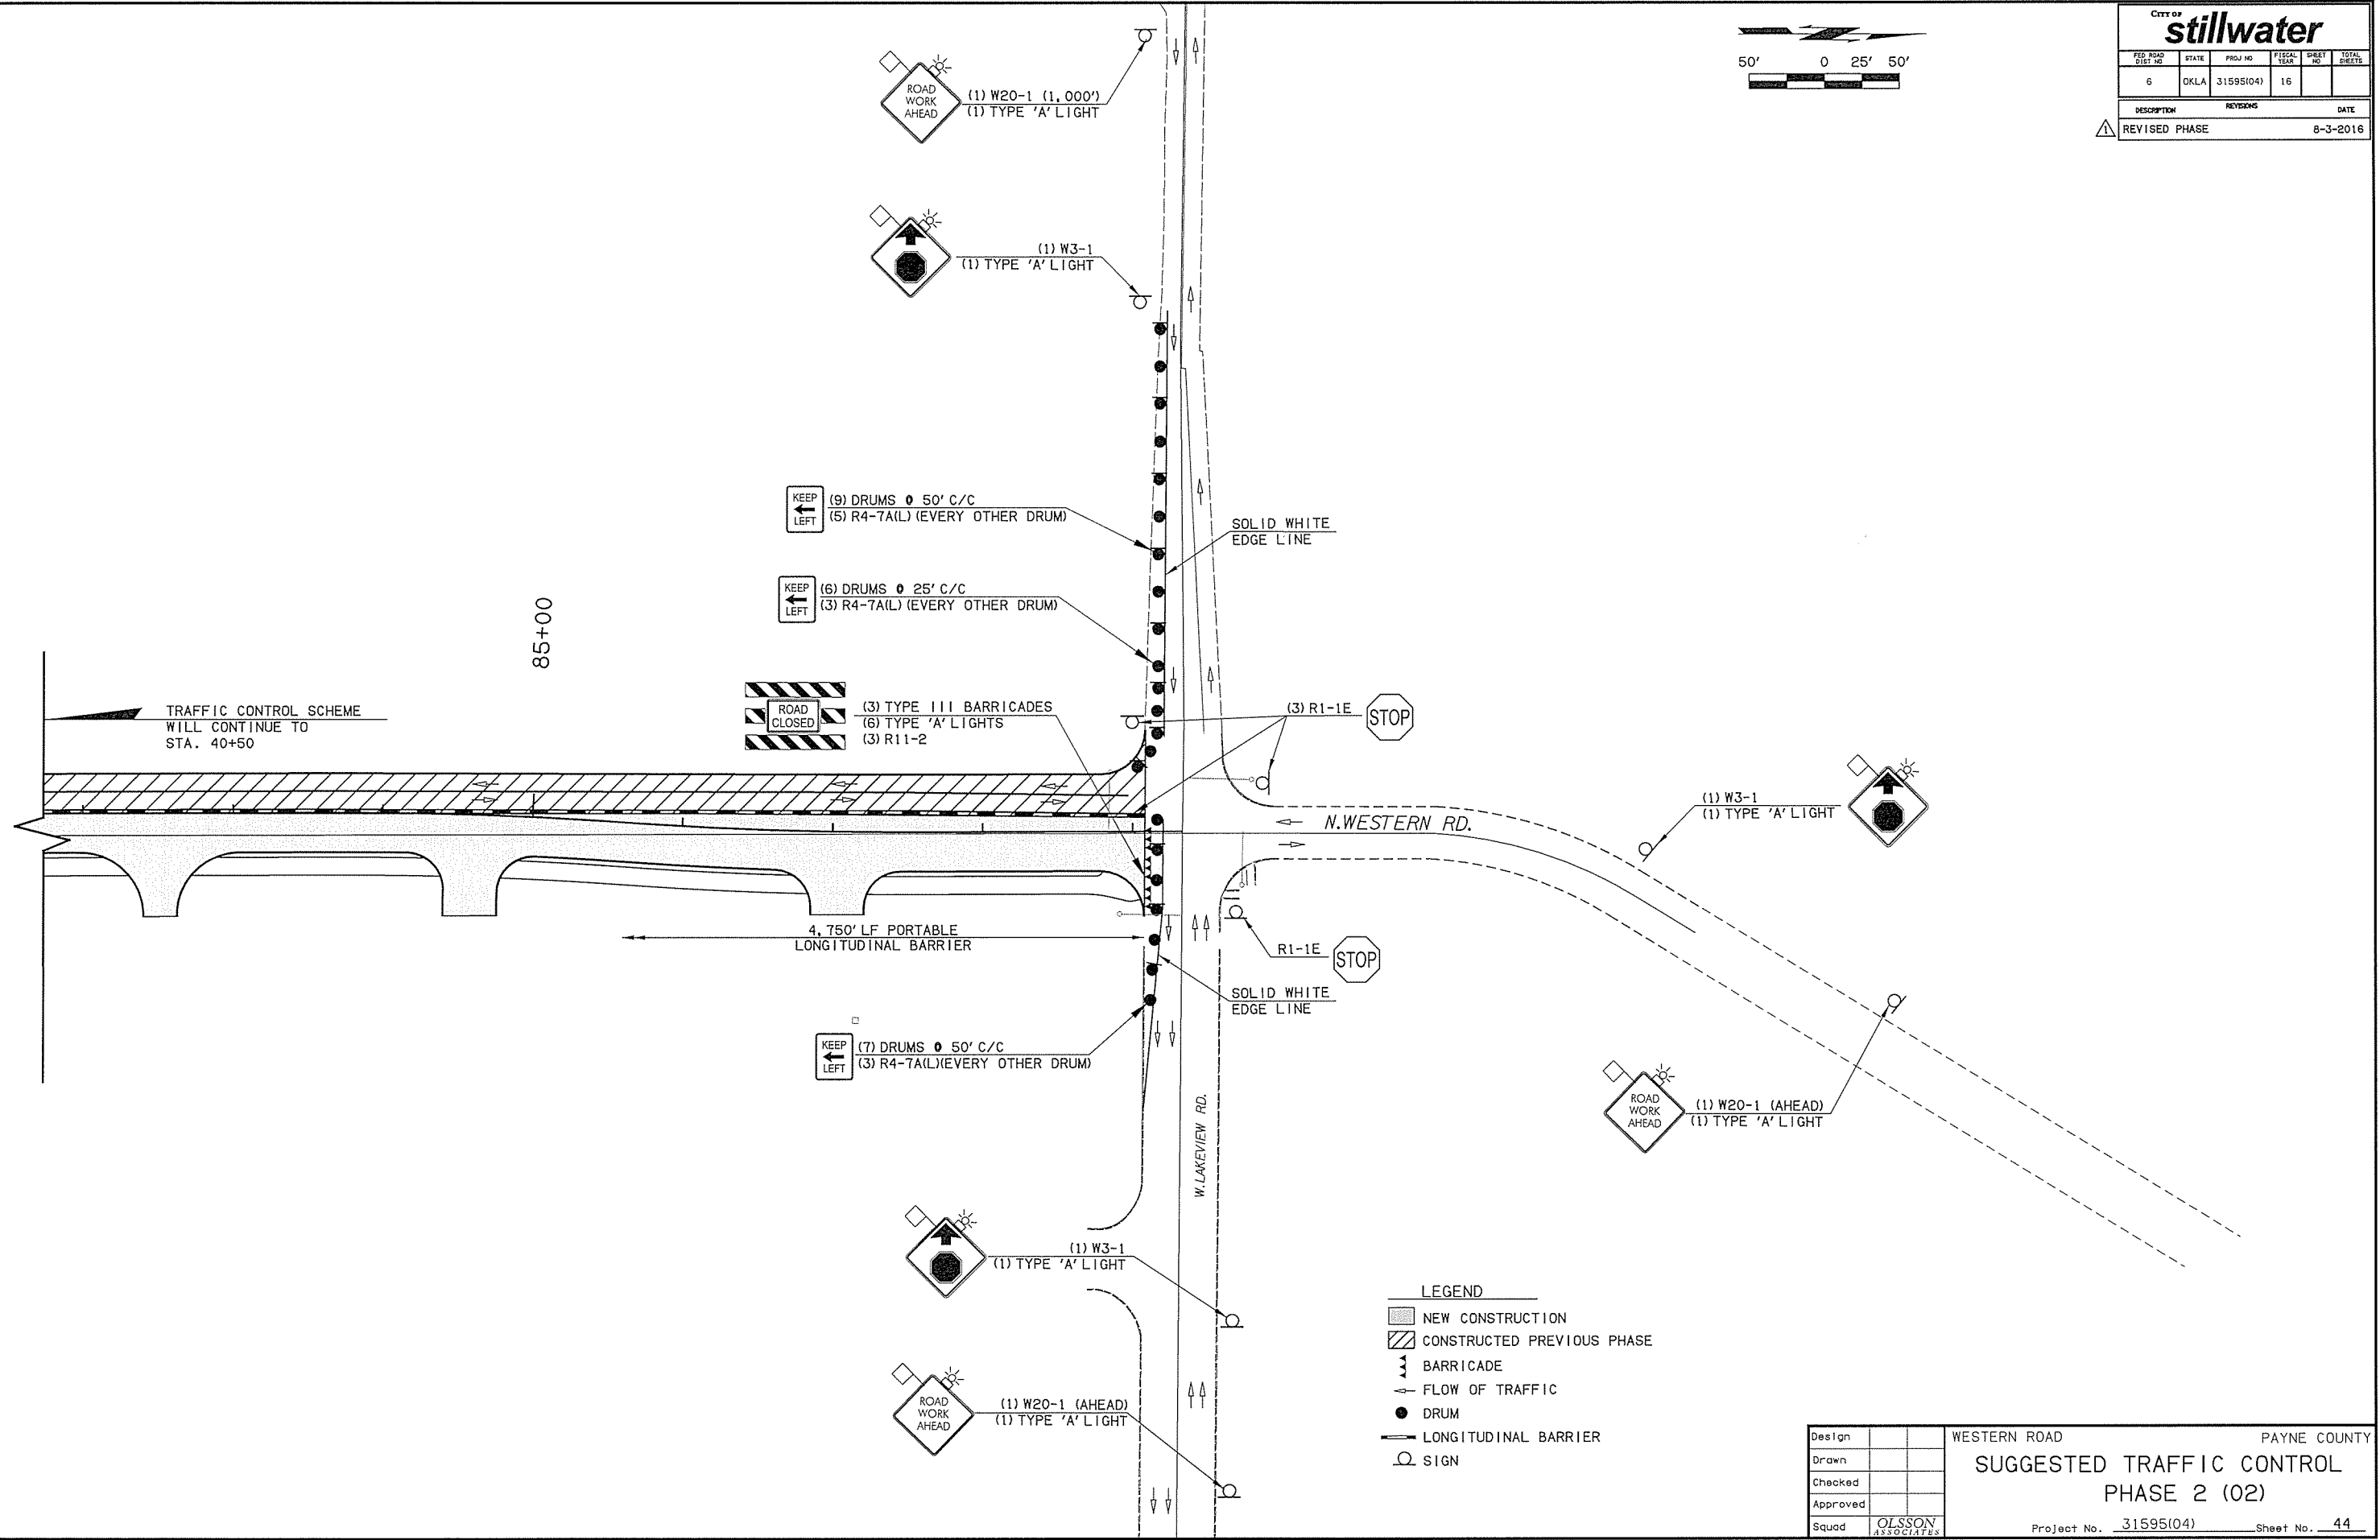 CITY OF
stillwater
FED ROAD DIST NO
STATE
PROJ NO
FISCAL YEAR
SHEET NO
TOTAL SHEETS
6
OKLA
31595(04)
16
DESCRIPTION
REVISIONS
DATE
1
REVISED PHASE
8-3-2016
50' 0 25' 50'
ROAD
WORK
AHEAD
(1) W20-1 (1,000')
(1) TYPE 'A' LIGHT
(1) W3-1
(1) TYPE 'A' LIGHT
KEEP
LEFT
(9) DRUMS @ 50' C/C
(5) R4-7A(L) (EVERY OTHER DRUM)
SOLID WHITE
EDGE LINE
KEEP
LEFT
(6) DRUMS @ 25' C/C
(3) R4-7A(L) (EVERY OTHER DRUM)
85+00
TRAFFIC CONTROL SCHEME
WILL CONTINUE TO
STA. 40+50
ROAD
CLOSED
(3) TYPE III BARRICADES
(6) TYPE 'A' LIGHTS
(3) R11-2
(3) R1-1E
STOP
N.WESTERN RD.
(1) W3-1
(1) TYPE 'A' LIGHT
4,750' LF PORTABLE
LONGITUDINAL BARRIER
R1-1E
STOP
SOLID WHITE
EDGE LINE
KEEP
LEFT
(7) DRUMS @ 50' C/C
(3) R4-7A(L)(EVERY OTHER DRUM)
W.LAKEVIEW RD.
ROAD
WORK
AHEAD
(1) W20-1 (AHEAD)
(1) TYPE 'A' LIGHT
(1) W3-1
(1) TYPE 'A' LIGHT
ROAD
WORK
AHEAD
(1) W20-1 (AHEAD)
(1) TYPE 'A' LIGHT
LEGEND
NEW CONSTRUCTION
CONSTRUCTED PREVIOUS PHASE
BARRICADE
FLOW OF TRAFFIC
DRUM
LONGITUDINAL BARRIER
SIGN
Design
Drawn
Checked
Approved
Squad
OLSSON
ASSOCIATES
WESTERN ROAD
PAYNE COUNTY
SUGGESTED TRAFFIC CONTROL
PHASE 2 (02)
Project No. 31595(04) Sheet No. 44